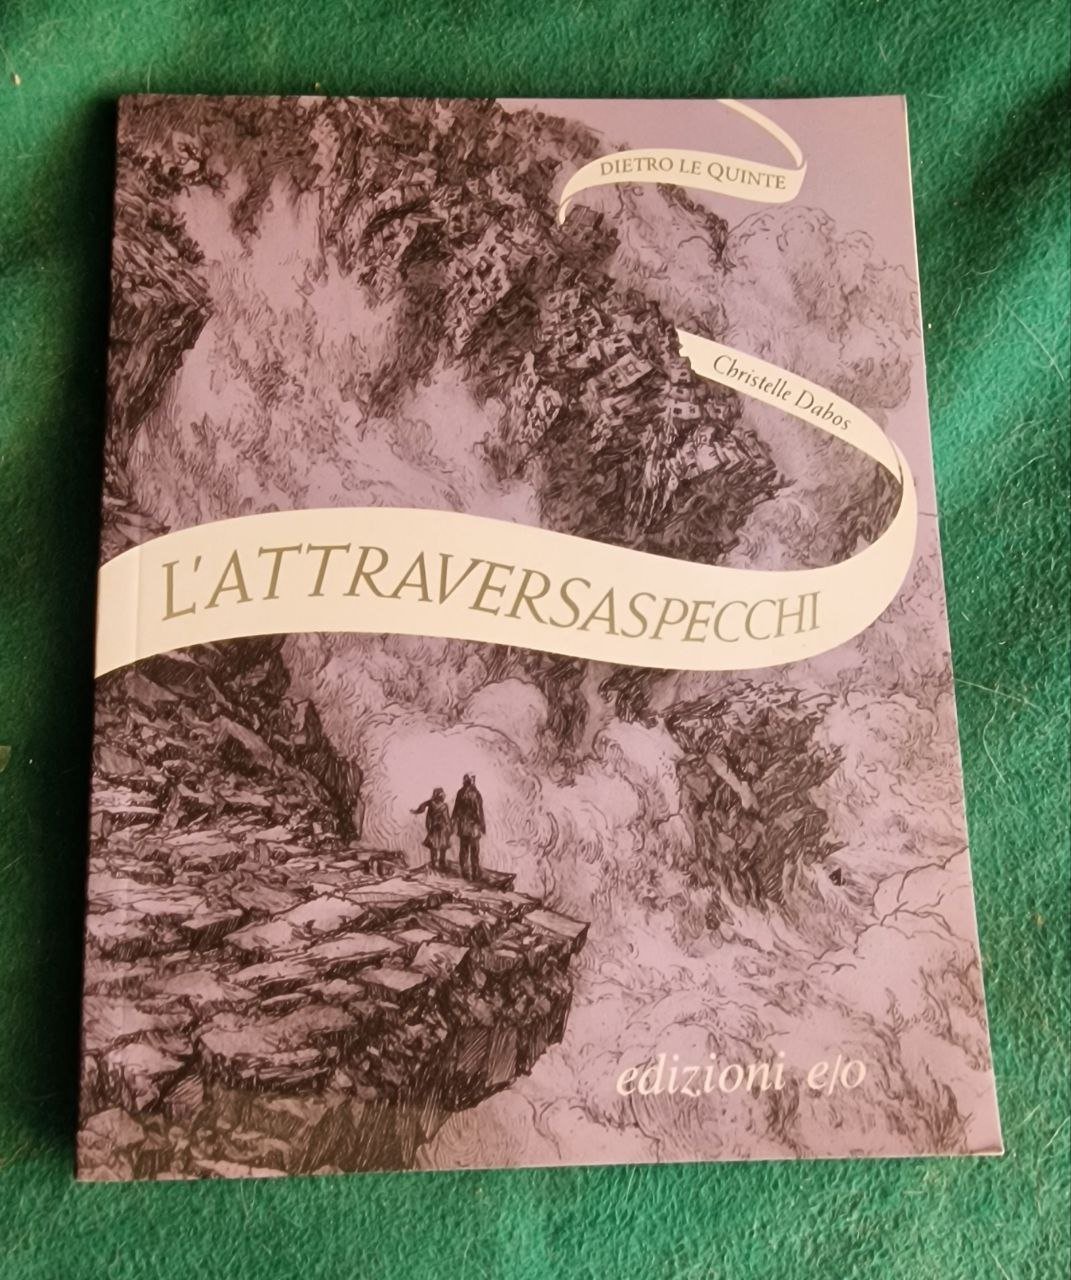 DIETRO LE QUINTE
Christelle Dabos
L'ATTRAVERSASPECCHI
edizioni e/o